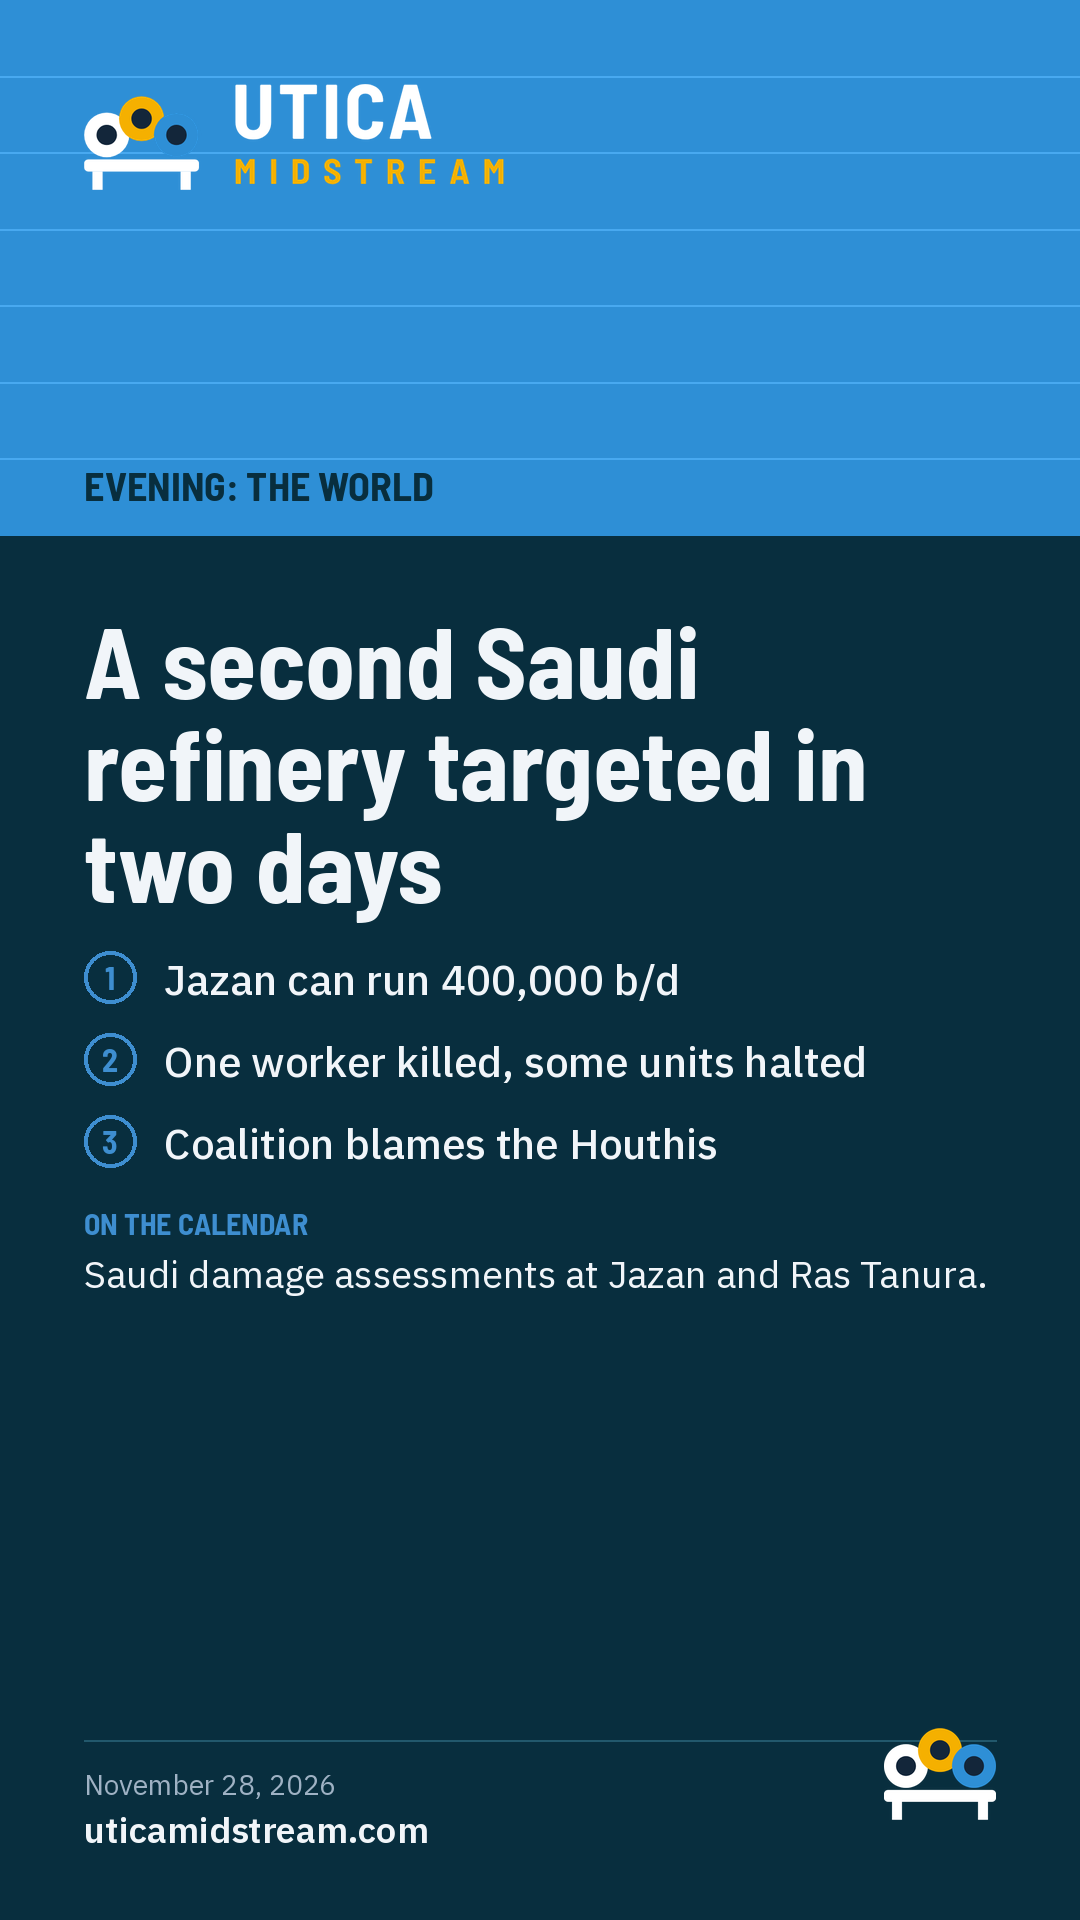 UTICA
MIDSTREAM
EVENING: THE WORLD
A second Saudi
refinery targeted in
two days
1 Jazan can run 400,000 b/d
2 One worker killed, some units halted
3 Coalition blames the Houthis
ON THE CALENDAR
Saudi damage assessments at Jazan and Ras Tanura.
November 28, 2026
uticamidstream.com